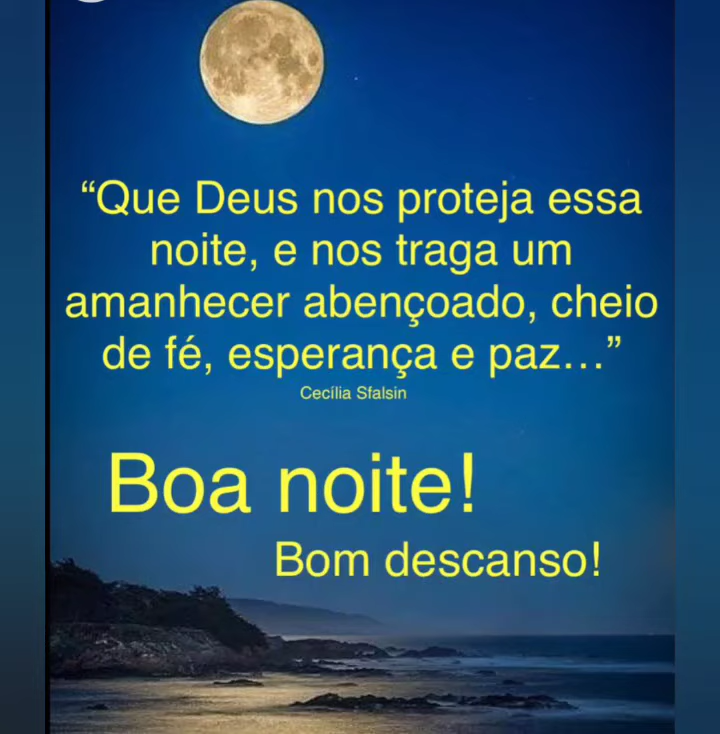 “Que Deus nos proteja essa
noite, e nos traga um
amanhecer abençoado, cheio
de fé, esperança e paz…”
Cecília Sfalsin
Boa noite!
Bom descanso!